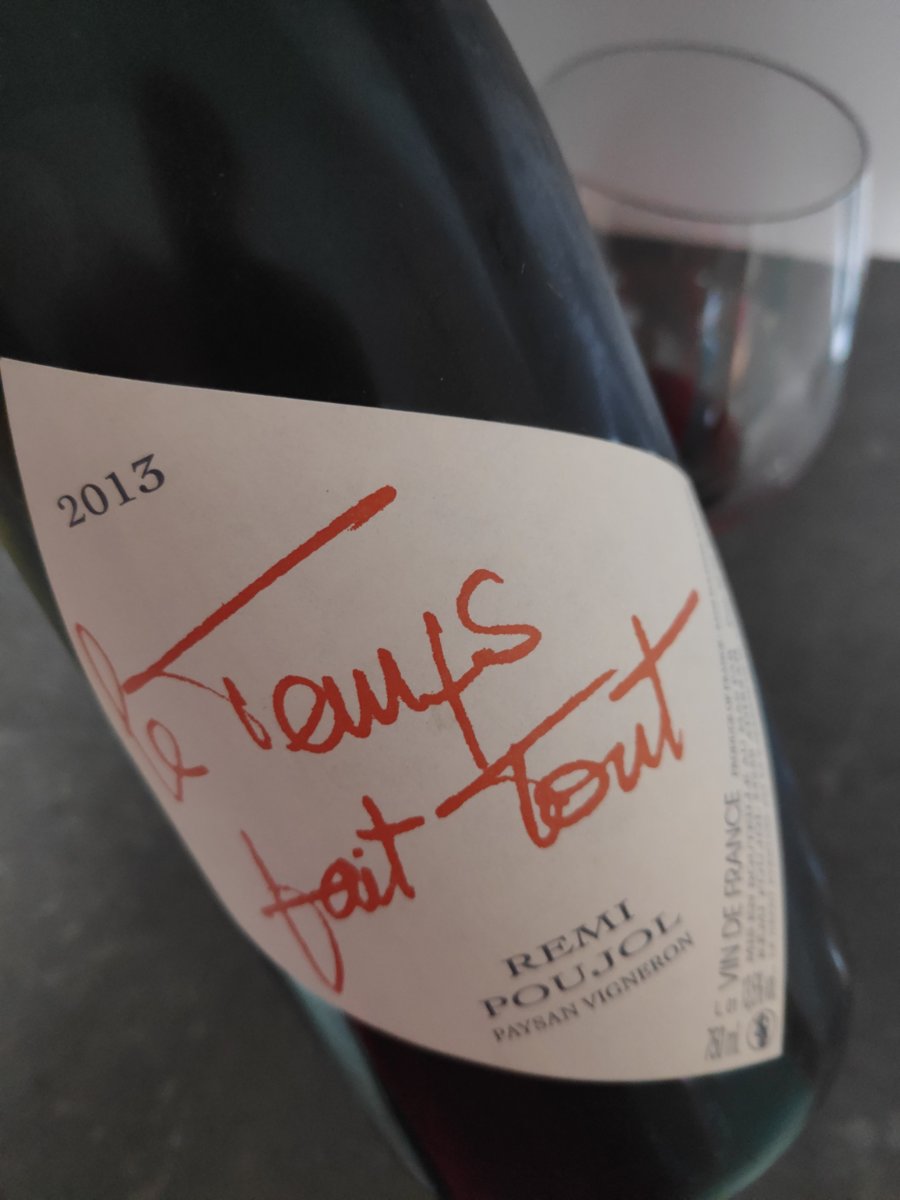 2013
Le Temps
fait Tout
REMI
POUJOL
PAYSAN VIGNERON
VIN DE FRANCE